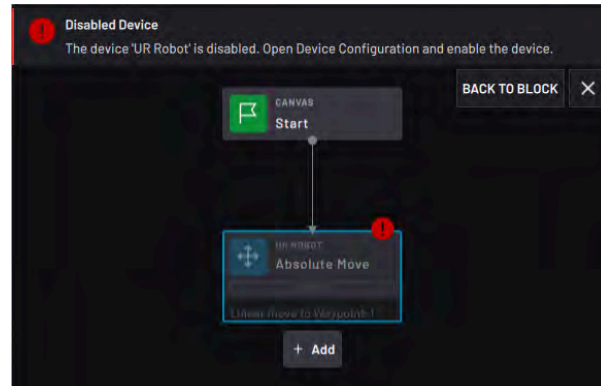 Disabled Device
The device 'UR Robot' is disabled. Open Device Configuration and enable the device.
BACK TO BLOCK
CANVAS
Start
UR ROBOT
Absolute Move
Linear move to Waypoint 1
+ Add